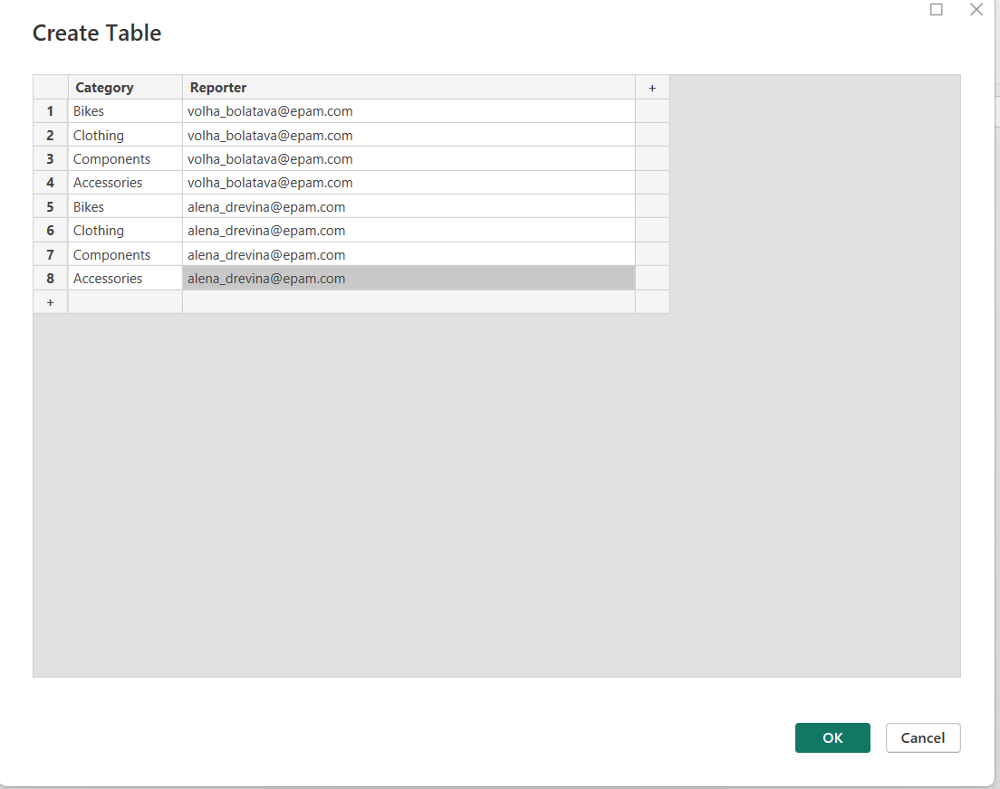 Create Table
Category Reporter +
1 Bikes volha_bolatava@epam.com
2 Clothing volha_bolatava@epam.com
3 Components volha_bolatava@epam.com
4 Accessories volha_bolatava@epam.com
5 Bikes alena_drevina@epam.com
6 Clothing alena_drevina@epam.com
7 Components alena_drevina@epam.com
8 Accessories alena_drevina@epam.com
+
OK Cancel